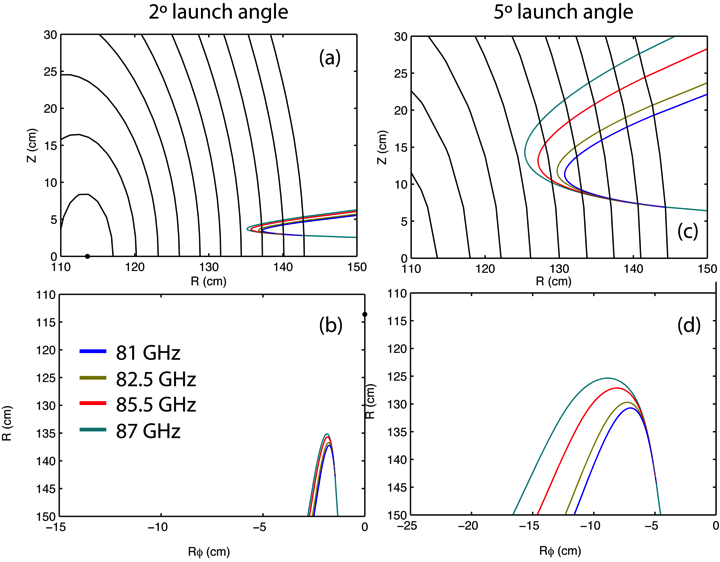 2º launch angle
5º launch angle
30
25
20
15
10
5
0
Z (cm)
(a)
110
120
130
140
150
R (cm)
30
25
20
15
10
5
0
Z (cm)
(c)
110
120
130
140
150
R (cm)
110
115
120
125
130
135
140
145
150
R (cm)
(b)
81 GHz
82.5 GHz
85.5 GHz
87 GHz
-15
-10
-5
0
Rϕ (cm)
110
115
120
125
130
135
140
145
150
R (cm)
(d)
-25
-20
-15
-10
-5
0
Rϕ (cm)